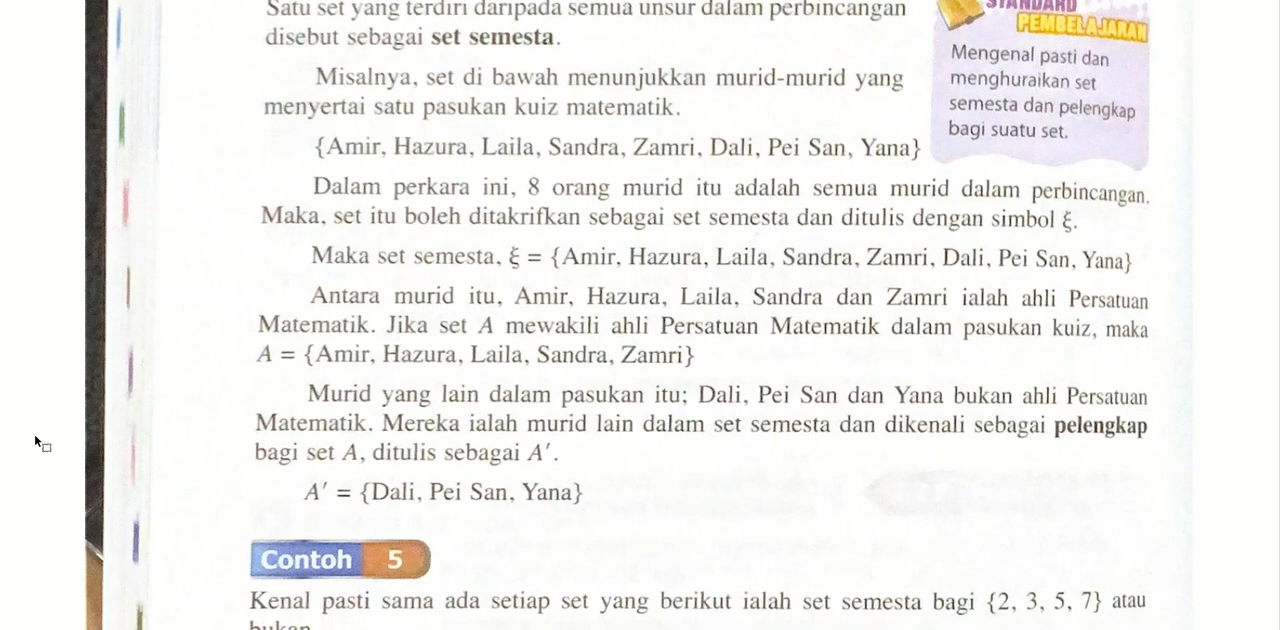 Satu set yang terdiri daripada semua unsur dalam perbincangan
disebut sebagai set semesta.
STANDARD
PEMBELAJARAN
Mengenal pasti dan
menghuraikan set
semesta dan pelengkap
bagi suatu set.
Misalnya, set di bawah menunjukkan murid-murid yang
menyertai satu pasukan kuiz matematik.
{Amir, Hazura, Laila, Sandra, Zamri, Dali, Pei San, Yana}
Dalam perkara ini, 8 orang murid itu adalah semua murid dalam perbincangan.
Maka, set itu boleh ditakrifkan sebagai set semesta dan ditulis dengan simbol ξ.
Maka set semesta, ξ = {Amir, Hazura, Laila, Sandra, Zamri, Dali, Pei San, Yana}
Antara murid itu, Amir, Hazura, Laila, Sandra dan Zamri ialah ahli Persatuan
Matematik. Jika set A mewakili ahli Persatuan Matematik dalam pasukan kuiz, maka
A = {Amir, Hazura, Laila, Sandra, Zamri}
Murid yang lain dalam pasukan itu; Dali, Pei San dan Yana bukan ahli Persatuan
Matematik. Mereka ialah murid lain dalam set semesta dan dikenali sebagai pelengkap
bagi set A, ditulis sebagai A′.
A′ = {Dali, Pei San, Yana}
Contoh 5
Kenal pasti sama ada setiap set yang berikut ialah set semesta bagi {2, 3, 5, 7} atau
bukan